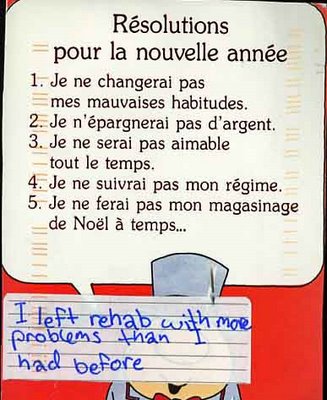 Résolutions
pour la nouvelle année
1. Je ne changerai pas
mes mauvaises habitudes.
2. Je n'épargnerai pas d'argent.
3. Je ne serai pas aimable
tout le temps.
4. Je ne suivrai pas mon régime.
5. Je ne ferai pas mon magasinage
de Noël à temps...
I left rehab with more
problems than I
had before